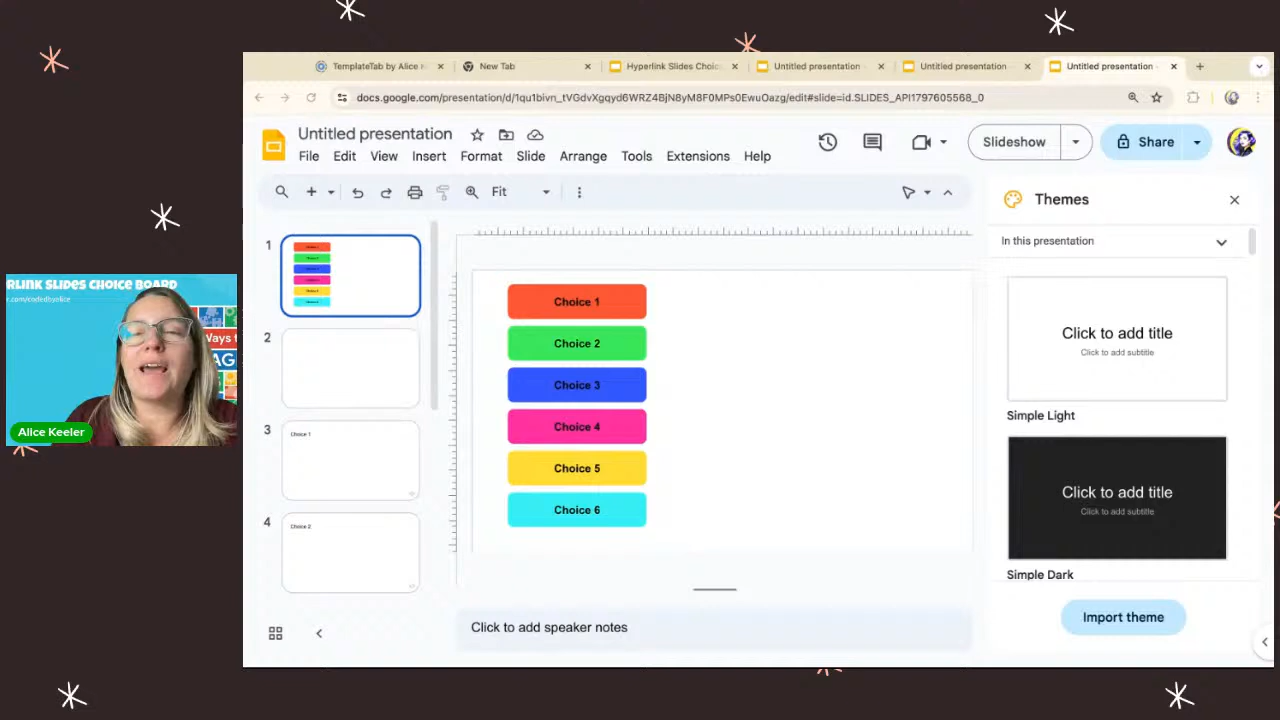 TemplateTab by Alice
New Tab
Hyperlink Slides Choic
Untitled presentation
Untitled presentation
Untitled presentation
docs.google.com/presentation/d/1qu1bivn_tVGdvXgqyd6WRZ4BjN8yM8F0MPs0EwuOazg/edit#slide=id.SLIDES_API1797605568_0
Untitled presentation
File Edit View Insert Format Slide Arrange Tools Extensions Help
Slideshow
Share
Fit
Themes
In this presentation
1
2
3
Choice 1
4
Choice 2
Choice 1
Choice 2
Choice 3
Choice 4
Choice 5
Choice 6
Click to add title
Click to add subtitle
Simple Light
Click to add title
Click to add subtitle
Simple Dark
Import theme
Click to add speaker notes
RLINK SLIDES CHOICE BOARD
r.com/codedbyalice
Ways t
AG
Alice Keeler